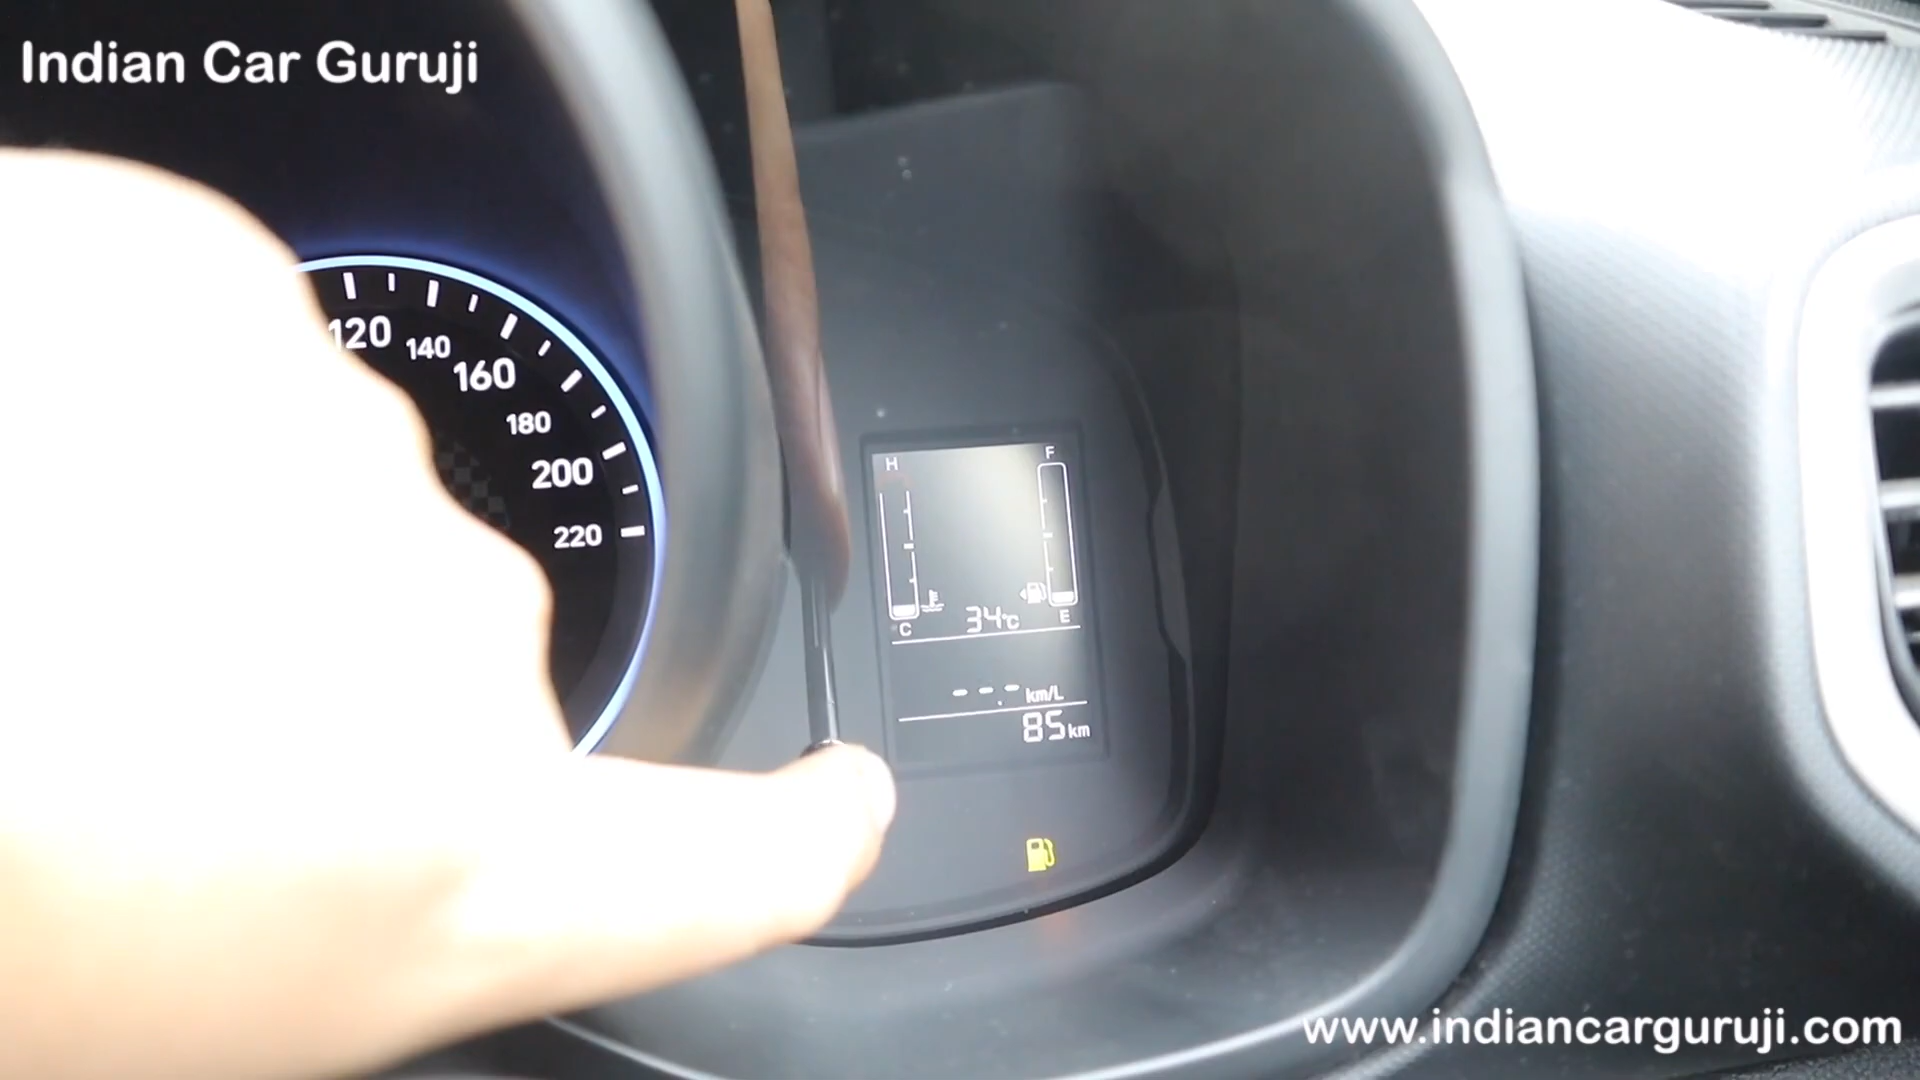 Indian Car Guruji
120
140
160
180
200
220
H
F
C
34°C
E
--.- km/L
85 km
www.indiancarguruji.com